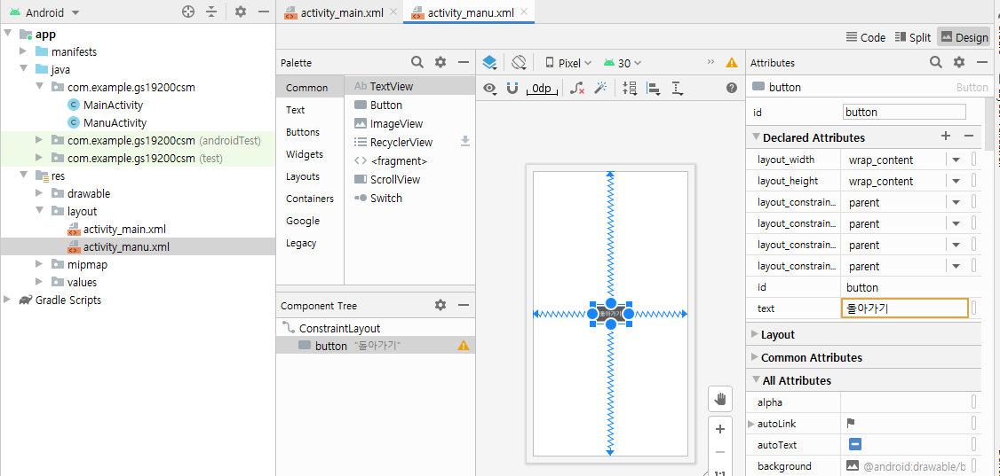 Android
activity_main.xml
activity_manu.xml
app
manifests
java
com.example.gs19200csm
MainActivity
ManuActivity
com.example.gs19200csm (androidTest)
com.example.gs19200csm (test)
res
drawable
layout
activity_main.xml
activity_manu.xml
mipmap
values
Gradle Scripts
Code
Split
Design
Palette
Common
Text
Buttons
Widgets
Layouts
Containers
Google
Legacy
Ab TextView
Button
ImageView
RecyclerView
<fragment>
ScrollView
Switch
Component Tree
ConstraintLayout
button "돌아가기"
Pixel
30
0dp
돌아가기
1:1
Attributes
button
Button
id
button
Declared Attributes
layout_width
wrap_content
layout_height
wrap_content
layout_constrain...
parent
layout_constrain...
parent
layout_constrain...
parent
layout_constrain...
parent
id
button
text
돌아가기
Layout
Common Attributes
All Attributes
alpha
autoLink
autoText
background
@android:drawable/b